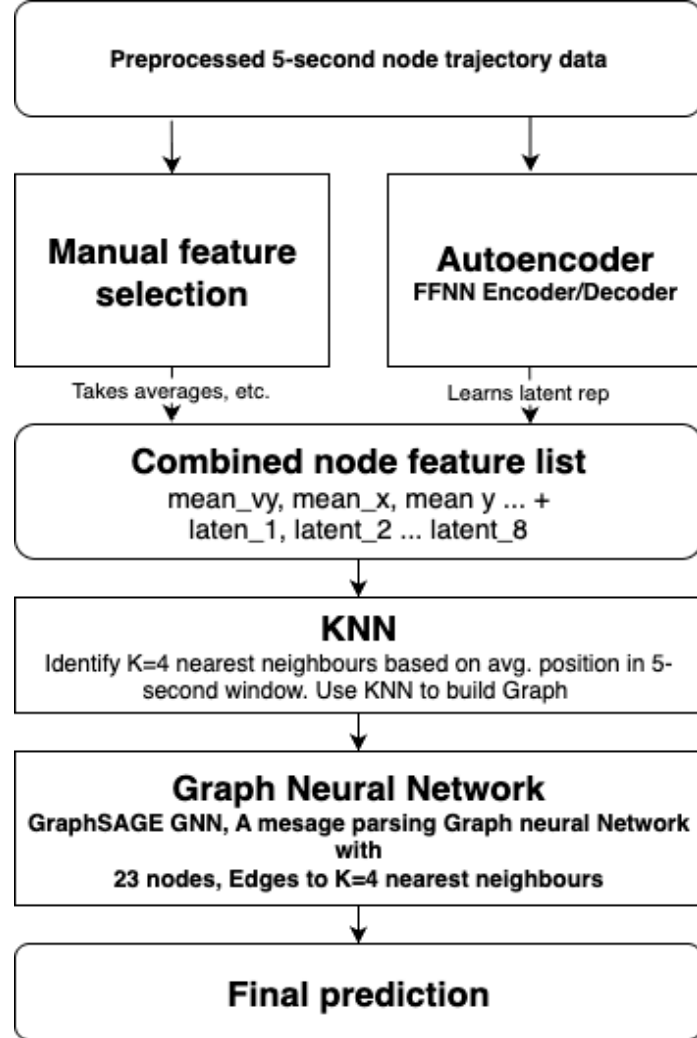 Preprocessed 5-second node trajectory data
Manual feature
selection
Autoencoder
FFNN Encoder/Decoder
Takes averages, etc.
Learns latent rep
Combined node feature list
mean_vy, mean_x, mean y ... +
laten_1, latent_2 ... latent_8
KNN
Identify K=4 nearest neighbours based on avg. position in 5-
second window. Use KNN to build Graph
Graph Neural Network
GraphSAGE GNN, A mesage parsing Graph neural Network
with
23 nodes, Edges to K=4 nearest neighbours
Final prediction